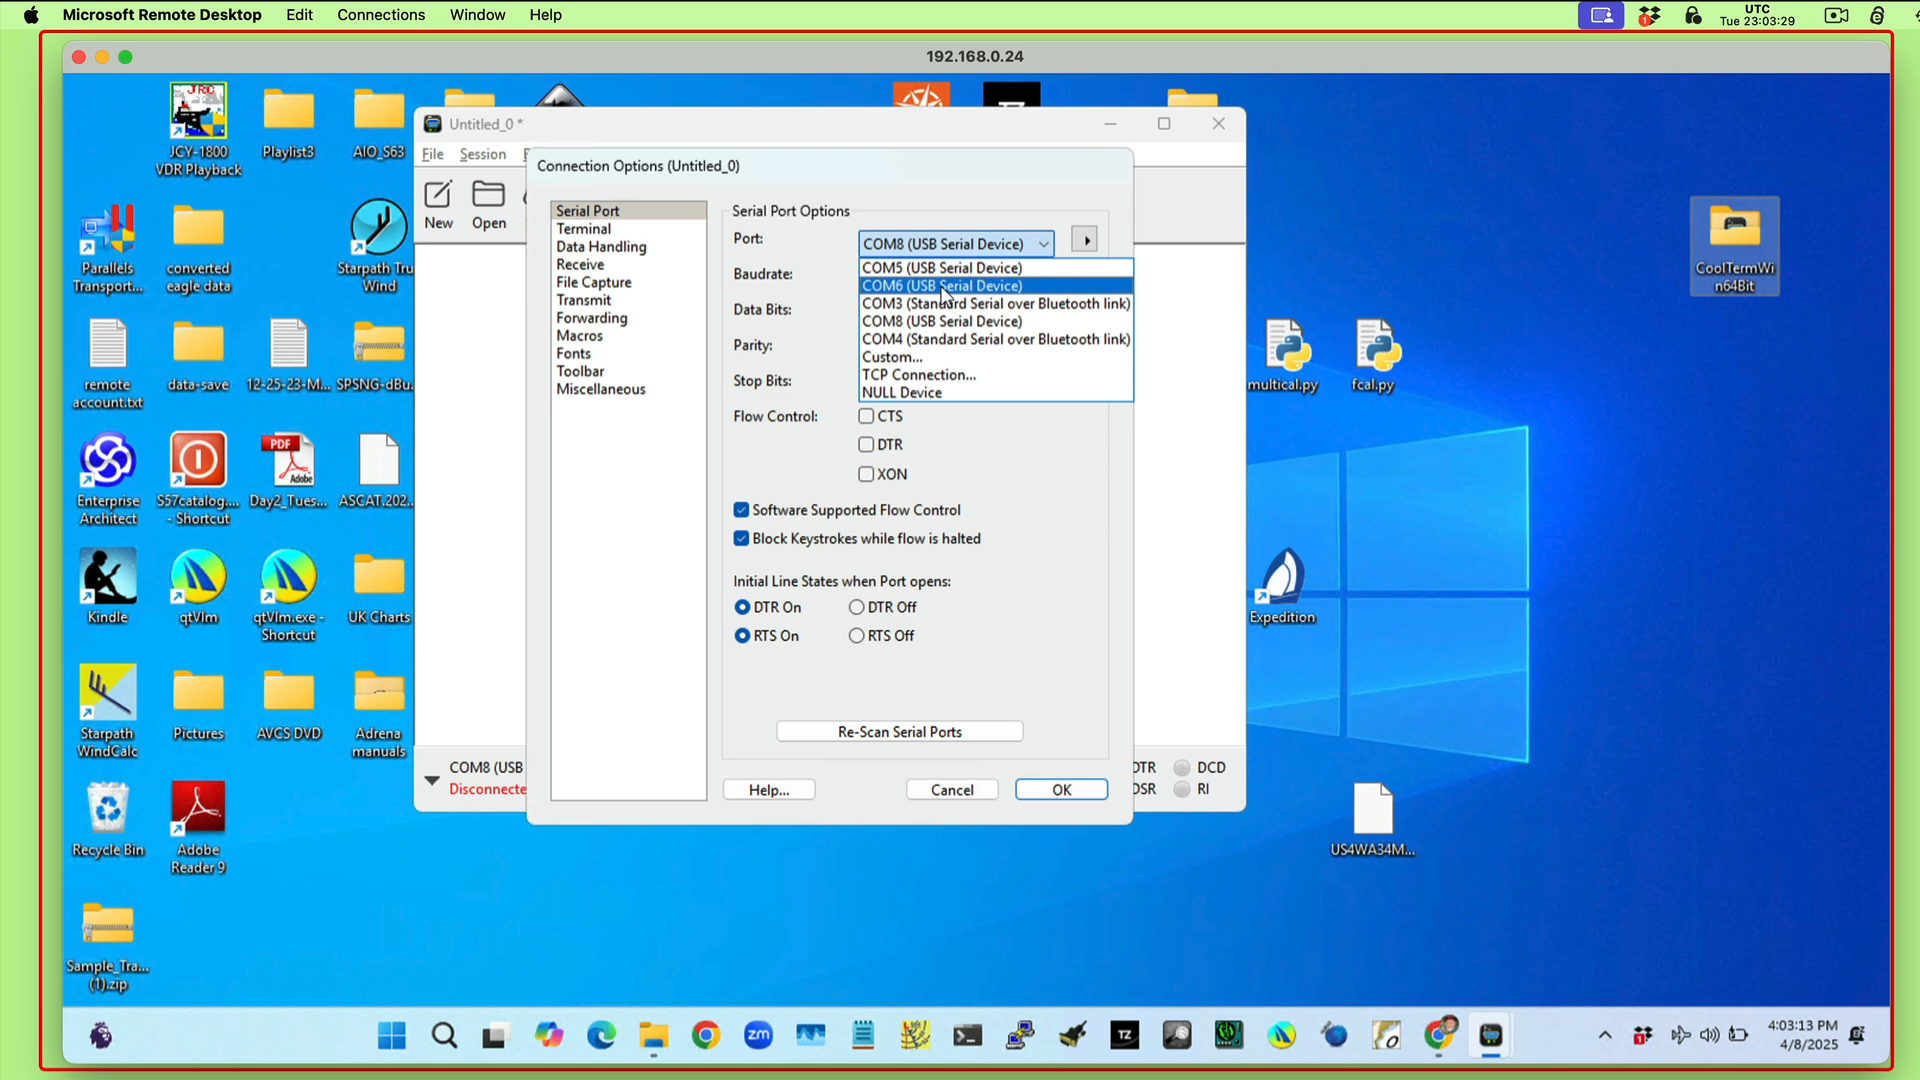 Microsoft Remote Desktop Edit Connections Window Help
UTC
Tue 23:03:29
192.168.0.24
JCY-1800
VDR Playback
Playlist3
AIO_S63
Parallels
Transport...
converted
eagle data
Starpath Tru
Wind
remote
account.txt
data-save
12-25-23-M...
SPSNG-dBu.
Enterprise
Architect
S57catalog....
- Shortcut
PDF
Adobe
Day2_Tues...
ASCAT.202.
Kindle
qtVlm
qtVlm.exe -
Shortcut
UK Charts
Starpath
WindCalc
Pictures
AVCS DVD
Adrena
manuals
Recycle Bin
Adobe
Reader 9
Sample_Tra...
(1).zip
Untitled_0 *
File Session
New Open
COM8 (USB
Disconnecte
DTR DCD
DSR RI
Connection Options (Untitled_0)
Serial Port
Terminal
Data Handling
Receive
File Capture
Transmit
Forwarding
Macros
Fonts
Toolbar
Miscellaneous
Serial Port Options
Port: COM8 (USB Serial Device)
Baudrate:
Data Bits:
Parity:
Stop Bits:
COM5 (USB Serial Device)
COM6 (USB Serial Device)
COM3 (Standard Serial over Bluetooth link)
COM8 (USB Serial Device)
COM4 (Standard Serial over Bluetooth link)
Custom...
TCP Connection...
NULL Device
Flow Control: CTS
DTR
XON
Software Supported Flow Control
Block Keystrokes while flow is halted
Initial Line States when Port opens:
DTR On DTR Off
RTS On RTS Off
Re-Scan Serial Ports
Help... Cancel OK
CoolTermWi
n64Bit
multical.py
fcal.py
Expedition
US4WA34M...
zm
TZ
4:03:13 PM
4/8/2025